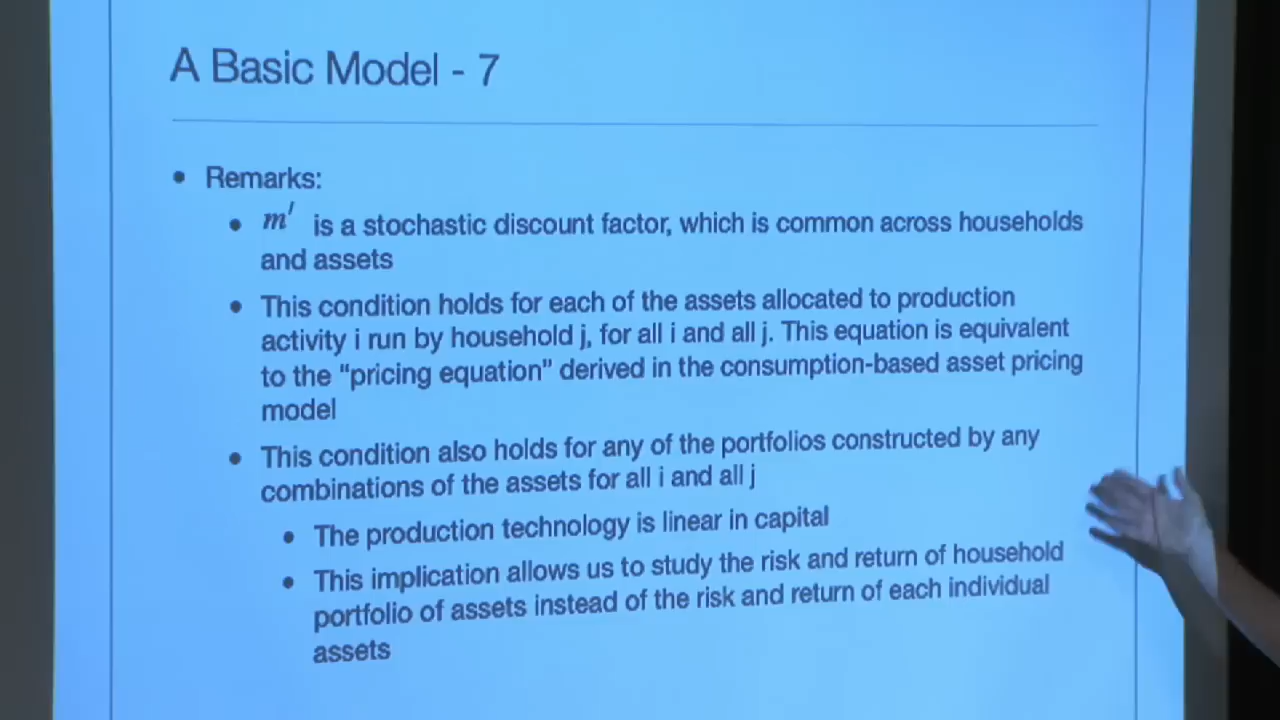 A Basic Model - 7
• Remarks:
• m′ is a stochastic discount factor, which is common across households
and assets
• This condition holds for each of the assets allocated to production
activity i run by household j, for all i and all j. This equation is equivalent
to the “pricing equation” derived in the consumption-based asset pricing
model
• This condition also holds for any of the portfolios constructed by any
combinations of the assets for all i and all j
• The production technology is linear in capital
• This implication allows us to study the risk and return of household
portfolio of assets instead of the risk and return of each individual
assets